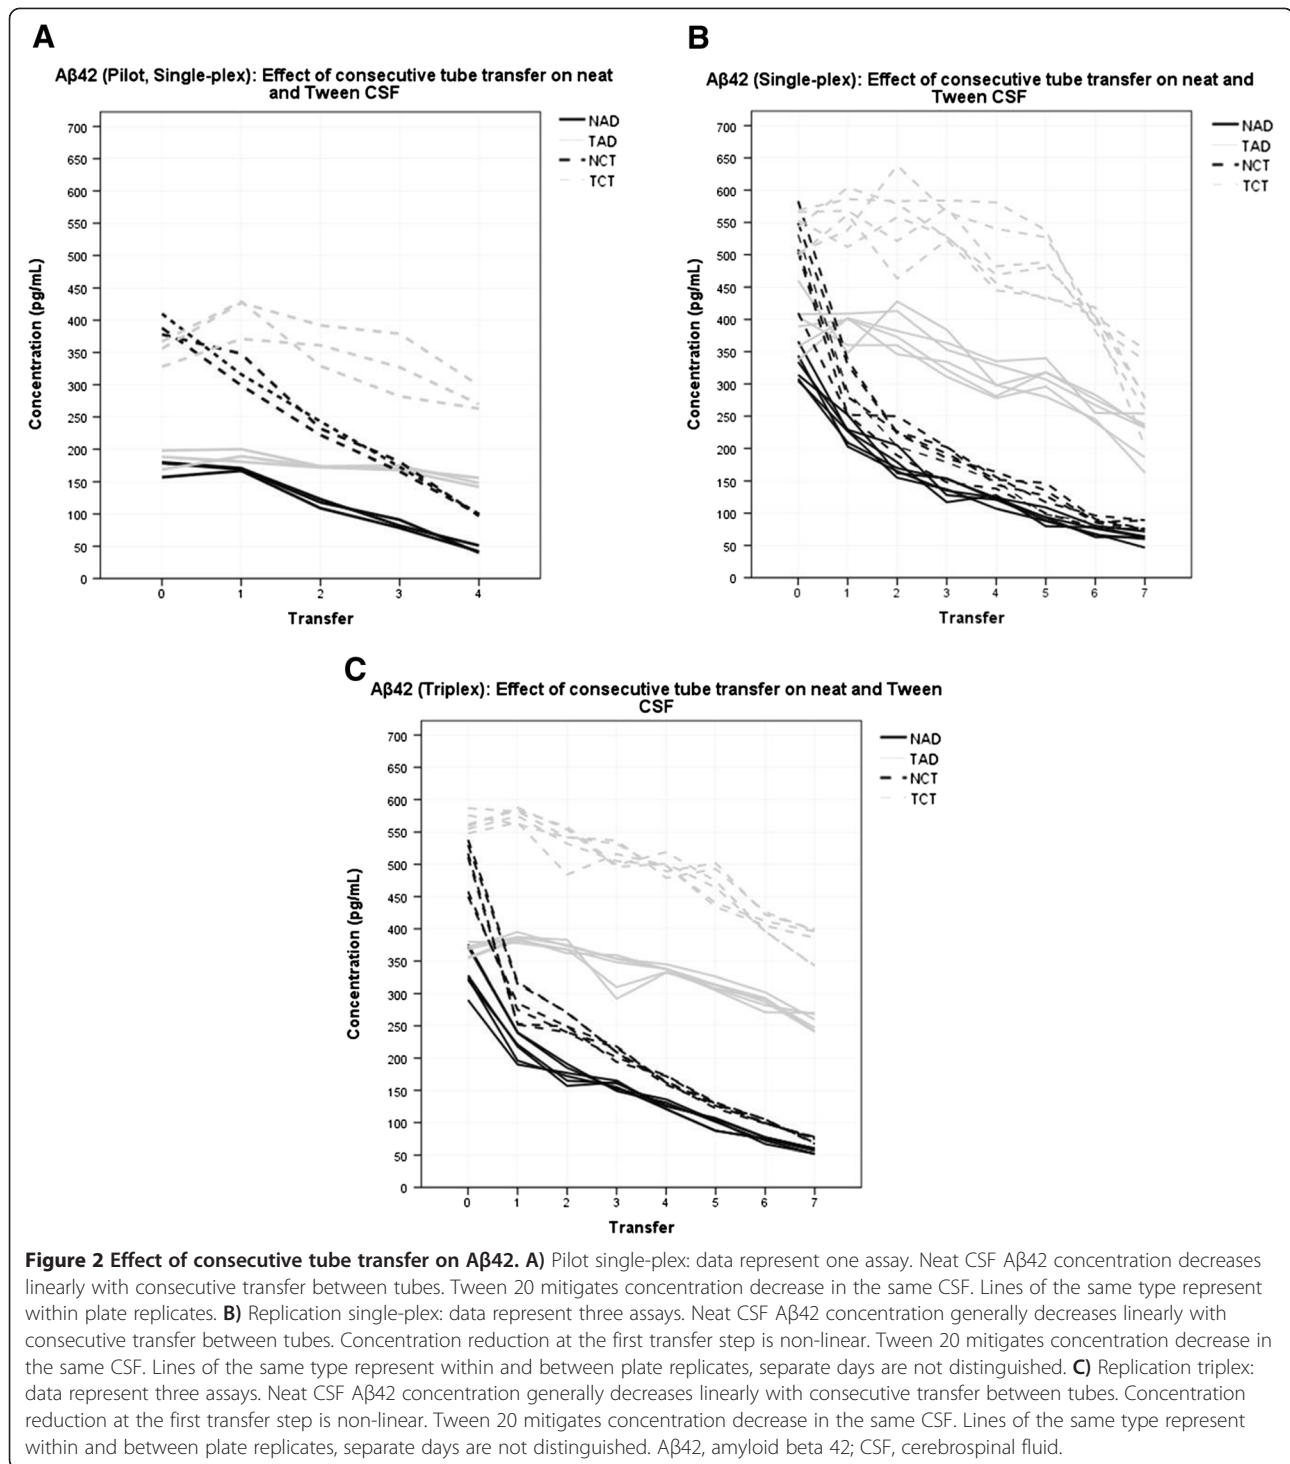 A
Aβ42 (Pilot, Single-plex): Effect of consecutive tube transfer on neat
and Tween CSF
700
650
600
550
500
450
400
350
300
250
200
150
100
50
0
Concentration (pg/mL)
0 1 2 3 4
Transfer
NAD
TAD
NCT
TCT
B
Aβ42 (Single-plex): Effect of consecutive tube transfer on neat and
Tween CSF
700
650
600
550
500
450
400
350
300
250
200
150
100
50
0
Concentration (pg/mL)
0 1 2 3 4 5 6 7
Transfer
NAD
TAD
NCT
TCT
C
Aβ42 (Triplex): Effect of consecutive tube transfer on neat and Tween
CSF
700
650
600
550
500
450
400
350
300
250
200
150
100
50
0
Concentration (pg/mL)
0 1 2 3 4 5 6 7
Transfer
NAD
TAD
NCT
TCT
Figure 2 Effect of consecutive tube transfer on Aβ42. A) Pilot single-plex: data represent one assay. Neat CSF Aβ42 concentration decreases
linearly with consecutive transfer between tubes. Tween 20 mitigates concentration decrease in the same CSF. Lines of the same type represent
within plate replicates. B) Replication single-plex: data represent three assays. Neat CSF Aβ42 concentration generally decreases linearly with
consecutive transfer between tubes. Concentration reduction at the first transfer step is non-linear. Tween 20 mitigates concentration decrease in
the same CSF. Lines of the same type represent within and between plate replicates, separate days are not distinguished. C) Replication triplex:
data represent three assays. Neat CSF Aβ42 concentration generally decreases linearly with consecutive transfer between tubes. Concentration
reduction at the first transfer step is non-linear. Tween 20 mitigates concentration decrease in the same CSF. Lines of the same type represent
within and between plate replicates, separate days are not distinguished. Aβ42, amyloid beta 42; CSF, cerebrospinal fluid.